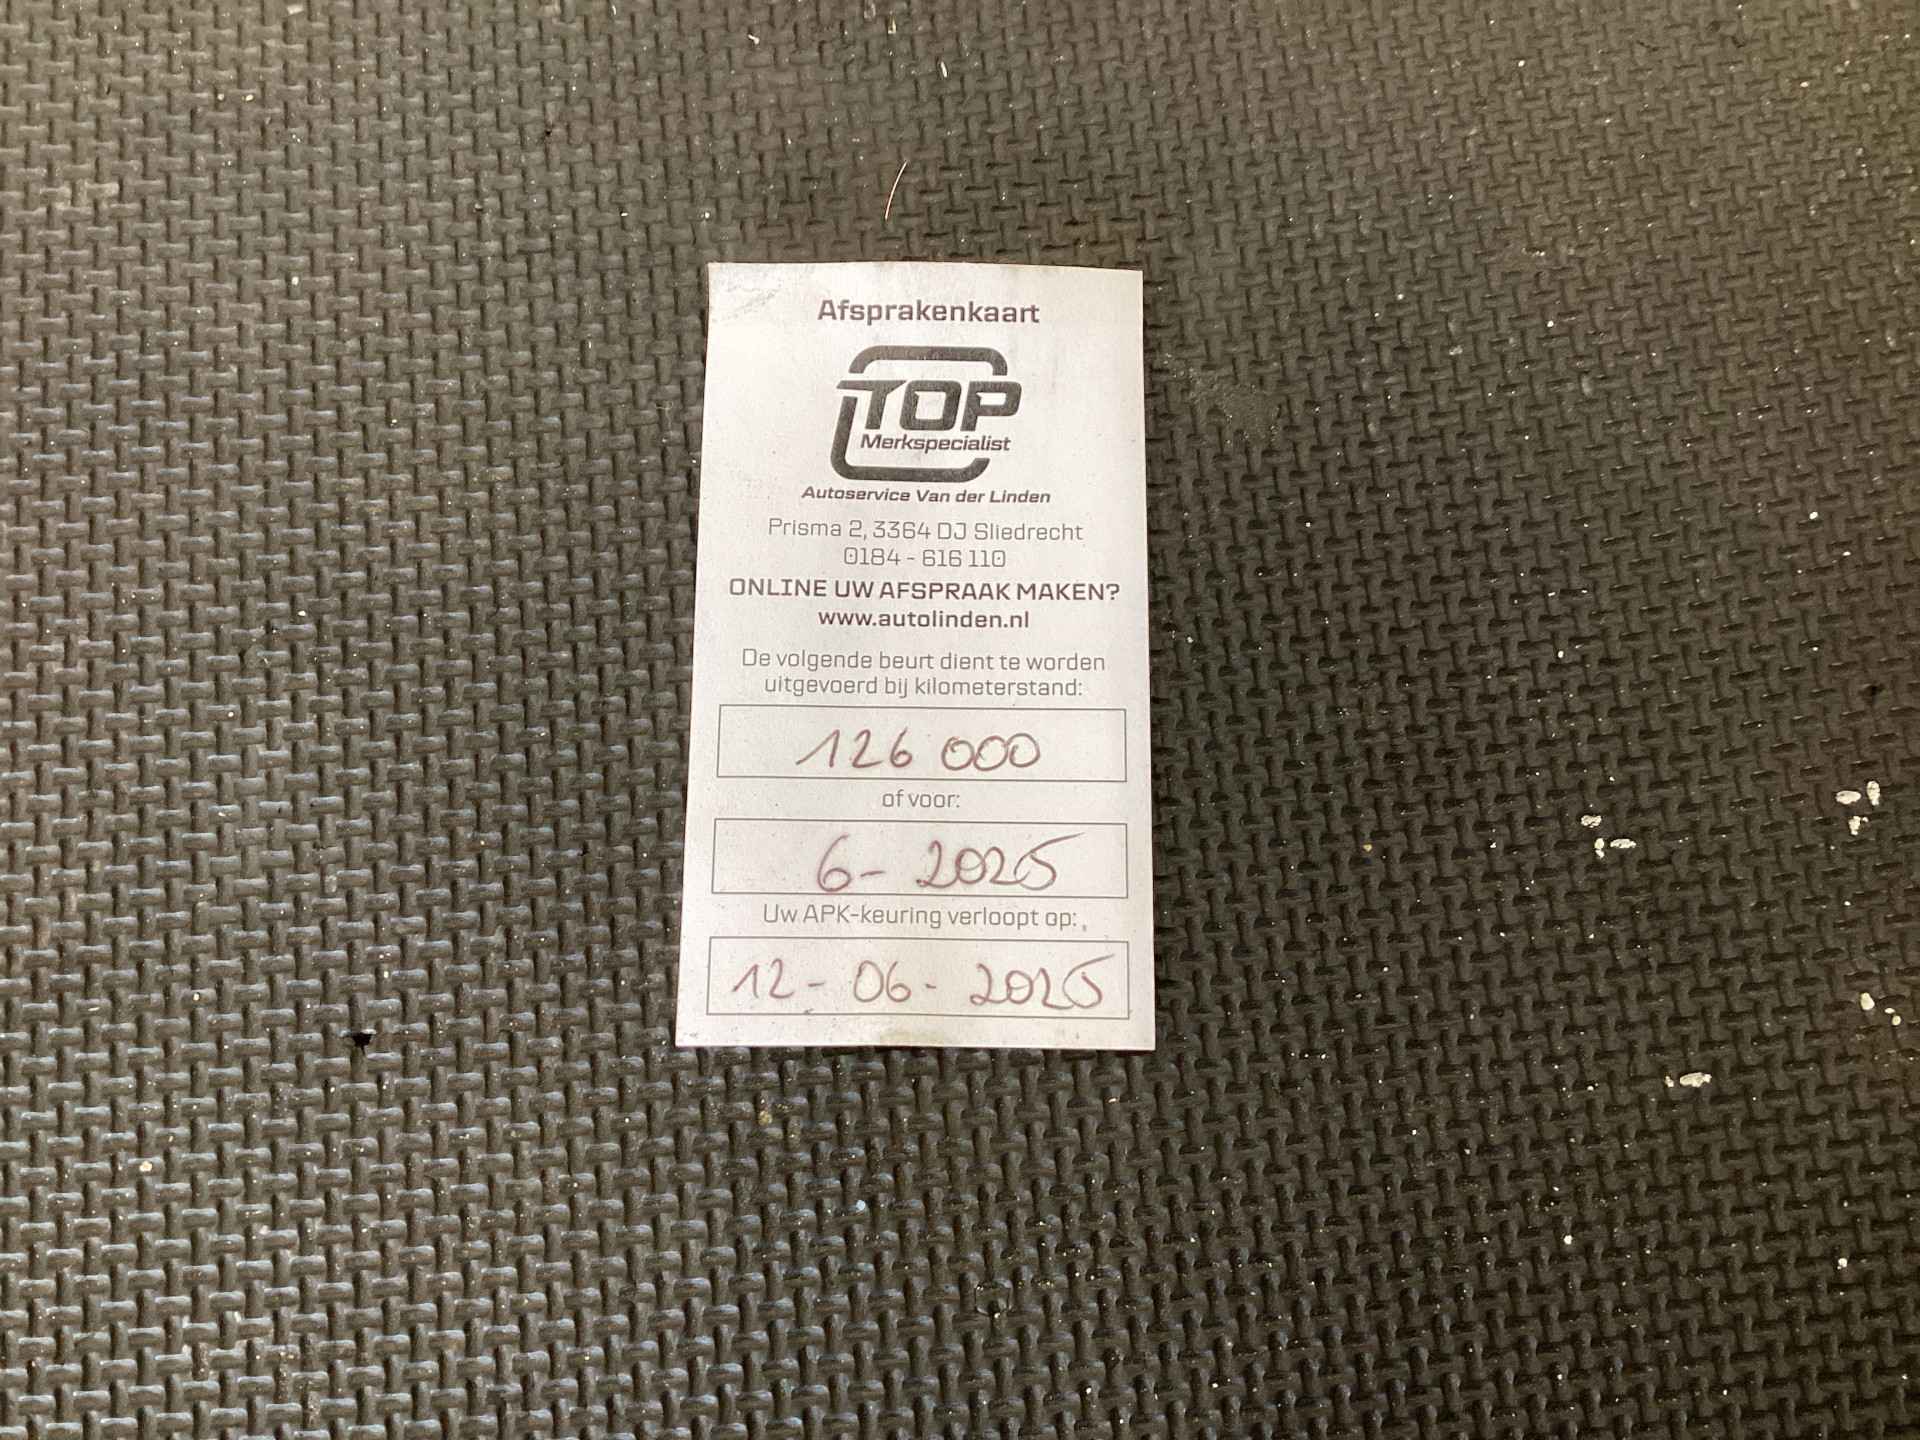 Afsprakenkaart
TOP
Merkspecialist
Autoservice Van der Linden
Prisma 2, 3364 DJ Sliedrecht
0184 - 616 110
ONLINE UW AFSPRAAK MAKEN?
www.autolinden.nl
De volgende beurt dient te worden
uitgevoerd bij kilometerstand:
126 000
of voor:
6 - 2025
Uw APK-keuring verloopt op:
12 - 06 - 2025